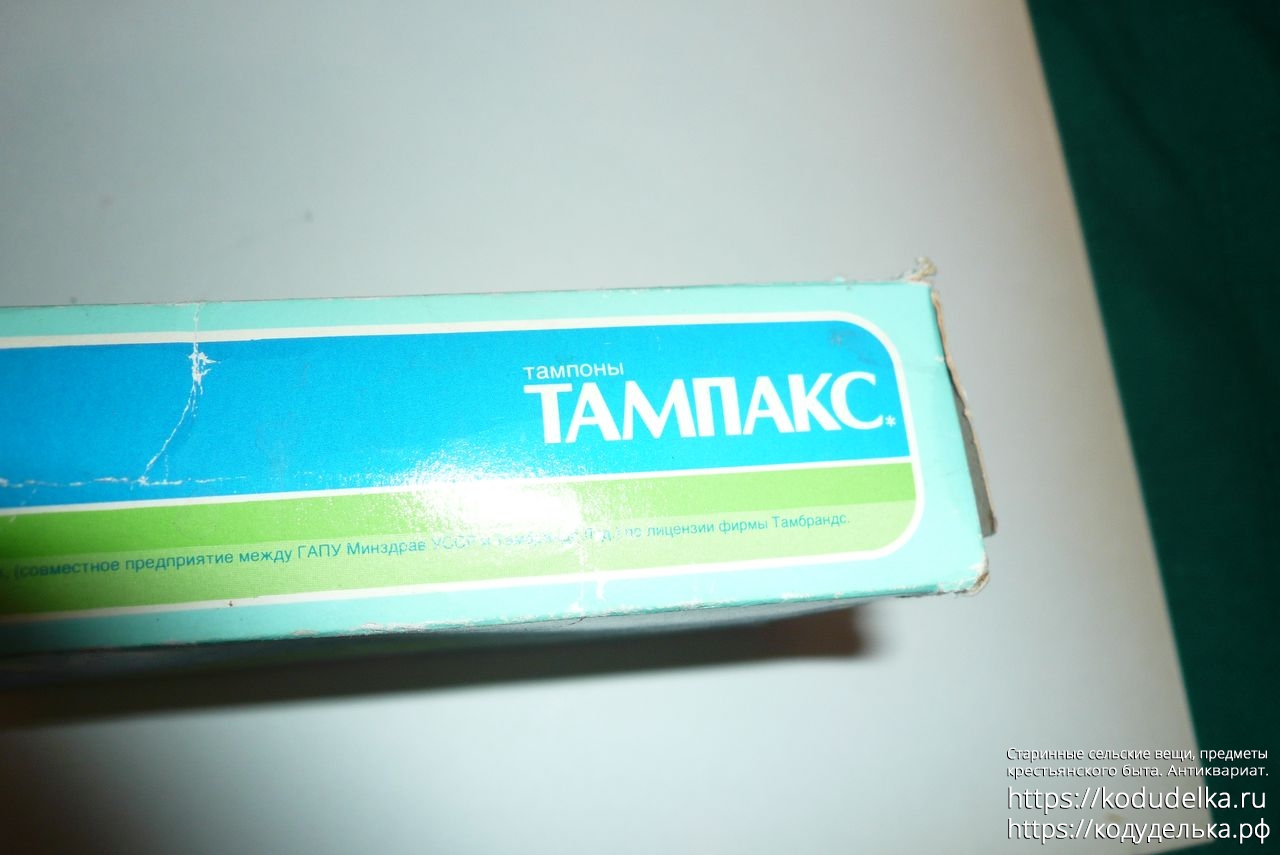 тампоны
ТАМПАКС*
(совместное предприятие между ГАПУ Минздрав УССР и по лицензии фирмы Тамбрандс.
Старинные сельские вещи, предметы
крестьянского быта. Антиквариат.
https://kodudelka.ru
https://кодуделька.рф